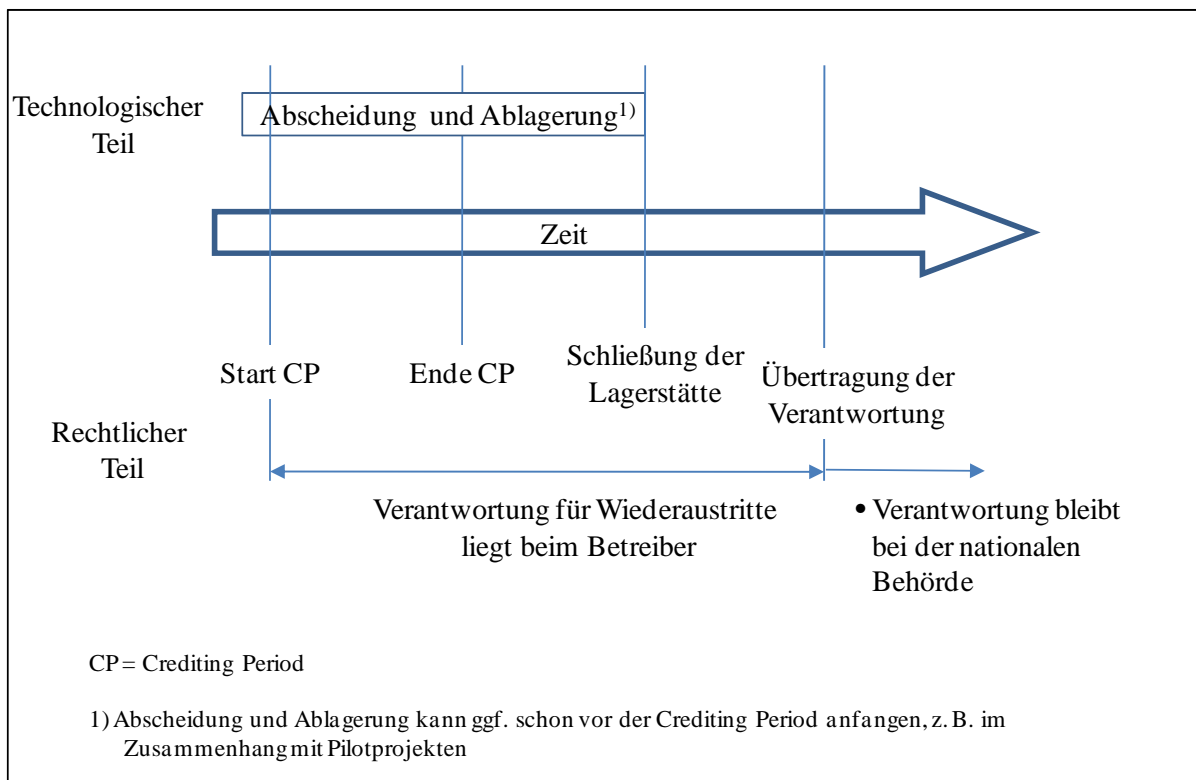 Technologischer
Teil
Abscheidung und Ablagerung1)
Zeit
Start CP
Ende CP
Schließung der
Lagerstätte
Übertragung der
Verantwortung
Rechtlicher
Teil
Verantwortung für Wiederaustritte
liegt beim Betreiber
• Verantwortung bleibt
bei der nationalen
Behörde
CP = Crediting Period
1) Abscheidung und Ablagerung kann ggf. schon vor der Crediting Period anfangen, z. B. im
Zusammenhang mit Pilotprojekten